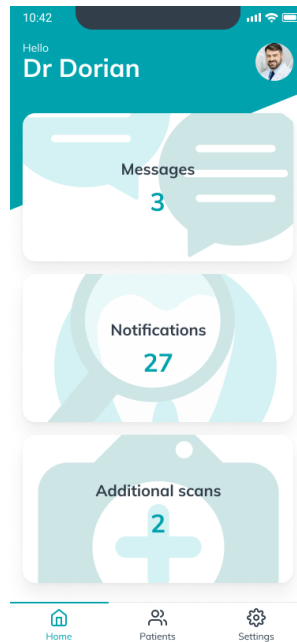 10:42
Hello
Dr Dorian
Messages
3
Notifications
27
Additional scans
2
Home
Patients
Settings